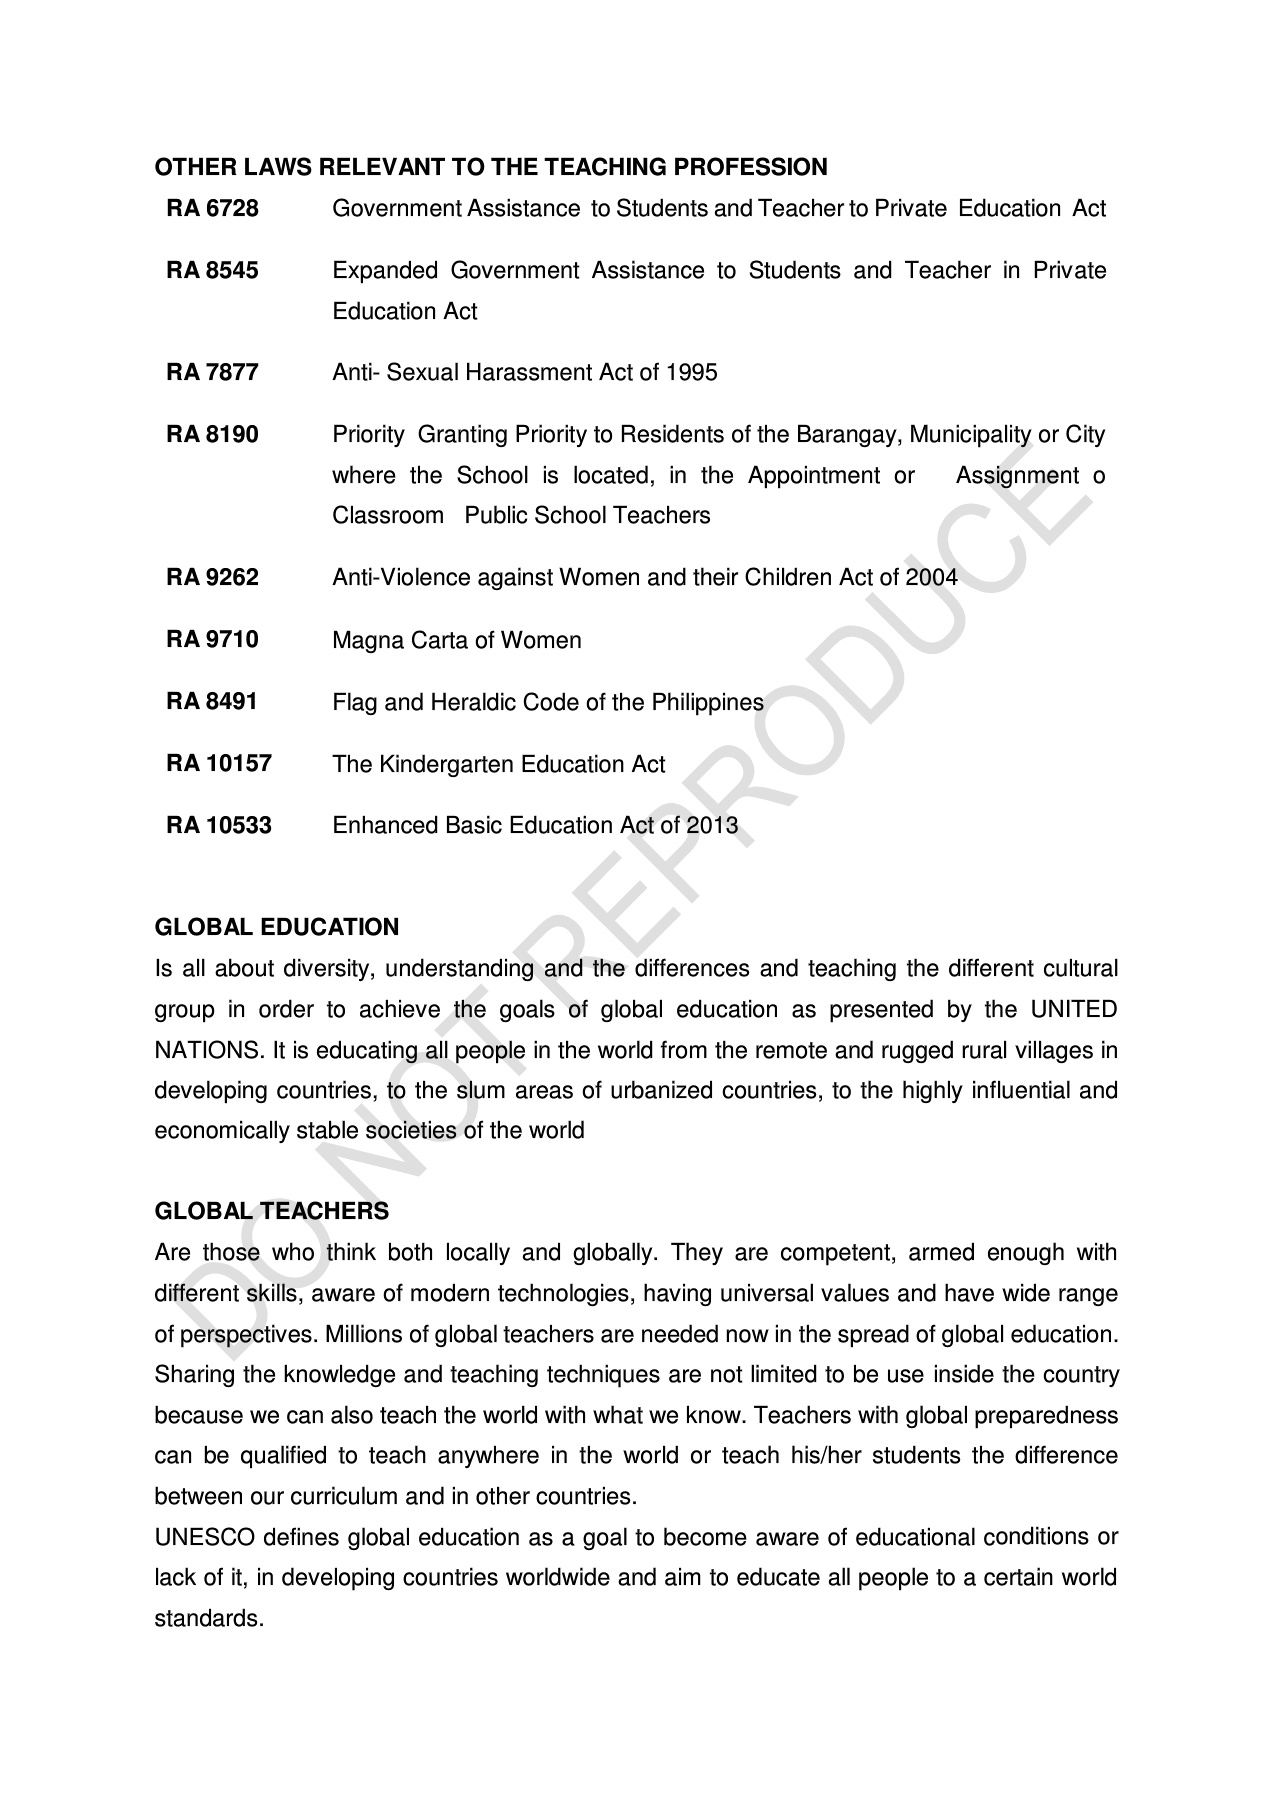 OTHER LAWS RELEVANT TO THE TEACHING PROFESSION
RA 6728 Government Assistance to Students and Teacher to Private Education Act
RA 8545 Expanded Government Assistance to Students and Teacher in Private
Education Act
RA 7877 Anti- Sexual Harassment Act of 1995
RA 8190 Priority Granting Priority to Residents of the Barangay, Municipality or City
where the School is located, in the Appointment or Assignment o
Classroom Public School Teachers
RA 9262 Anti-Violence against Women and their Children Act of 2004
RA 9710 Magna Carta of Women
RA 8491 Flag and Heraldic Code of the Philippines
RA 10157 The Kindergarten Education Act
RA 10533 Enhanced Basic Education Act of 2013
GLOBAL EDUCATION
Is all about diversity, understanding and the differences and teaching the different cultural
group in order to achieve the goals of global education as presented by the UNITED
NATIONS. It is educating all people in the world from the remote and rugged rural villages in
developing countries, to the slum areas of urbanized countries, to the highly influential and
economically stable societies of the world
GLOBAL TEACHERS
Are those who think both locally and globally. They are competent, armed enough with
different skills, aware of modern technologies, having universal values and have wide range
of perspectives. Millions of global teachers are needed now in the spread of global education.
Sharing the knowledge and teaching techniques are not limited to be use inside the country
because we can also teach the world with what we know. Teachers with global preparedness
can be qualified to teach anywhere in the world or teach his/her students the difference
between our curriculum and in other countries.
UNESCO defines global education as a goal to become aware of educational conditions or
lack of it, in developing countries worldwide and aim to educate all people to a certain world
standards.
DO NOT REPRODUCE